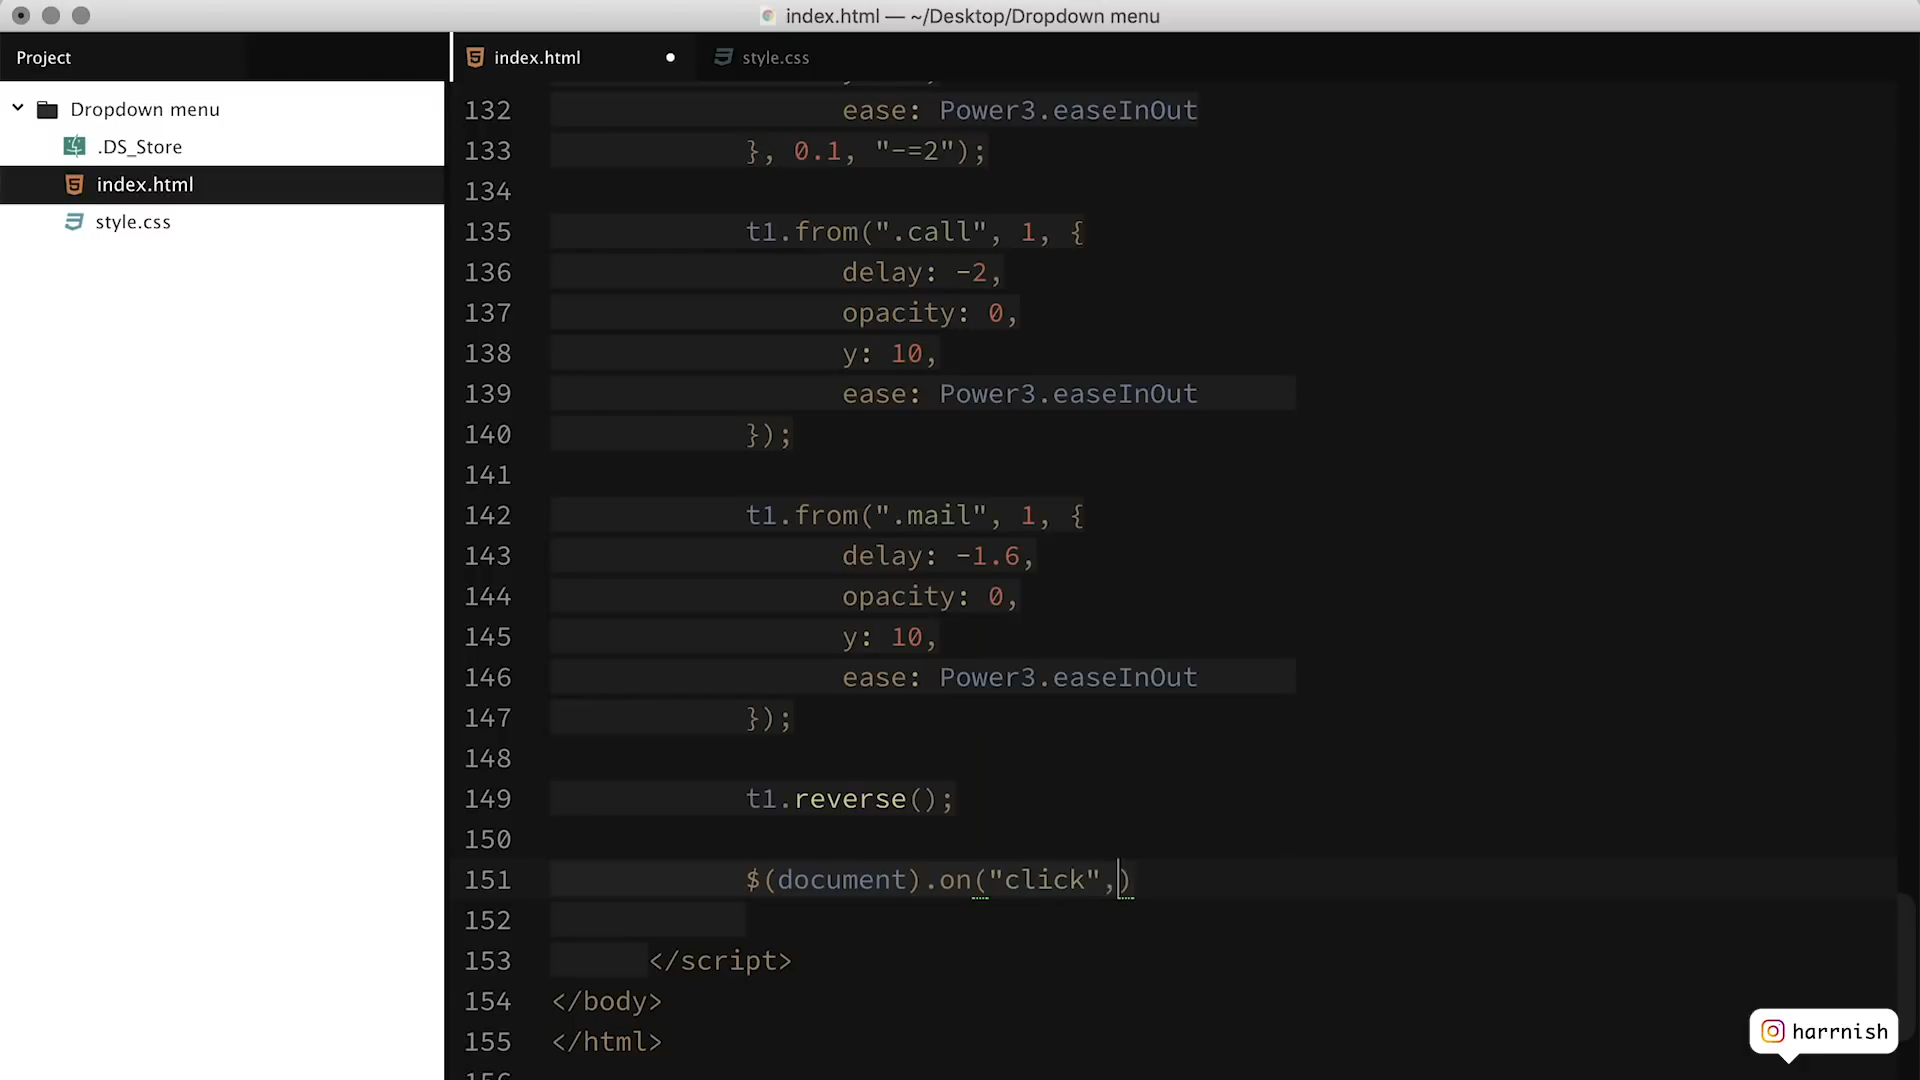 index.html — ~/Desktop/Dropdown menu
Project
index.html
style.css
Dropdown menu
.DS_Store
index.html
style.css
132 ease: Power3.easeInOut
133 }, 0.1, "-=2");
134
135 t1.from(".call", 1, {
136 delay: -2,
137 opacity: 0,
138 y: 10,
139 ease: Power3.easeInOut
140 });
141
142 t1.from(".mail", 1, {
143 delay: -1.6,
144 opacity: 0,
145 y: 10,
146 ease: Power3.easeInOut
147 });
148
149 t1.reverse();
150
151 $(document).on("click",)
152
153 </script>
154 </body>
155 </html>
harrnish